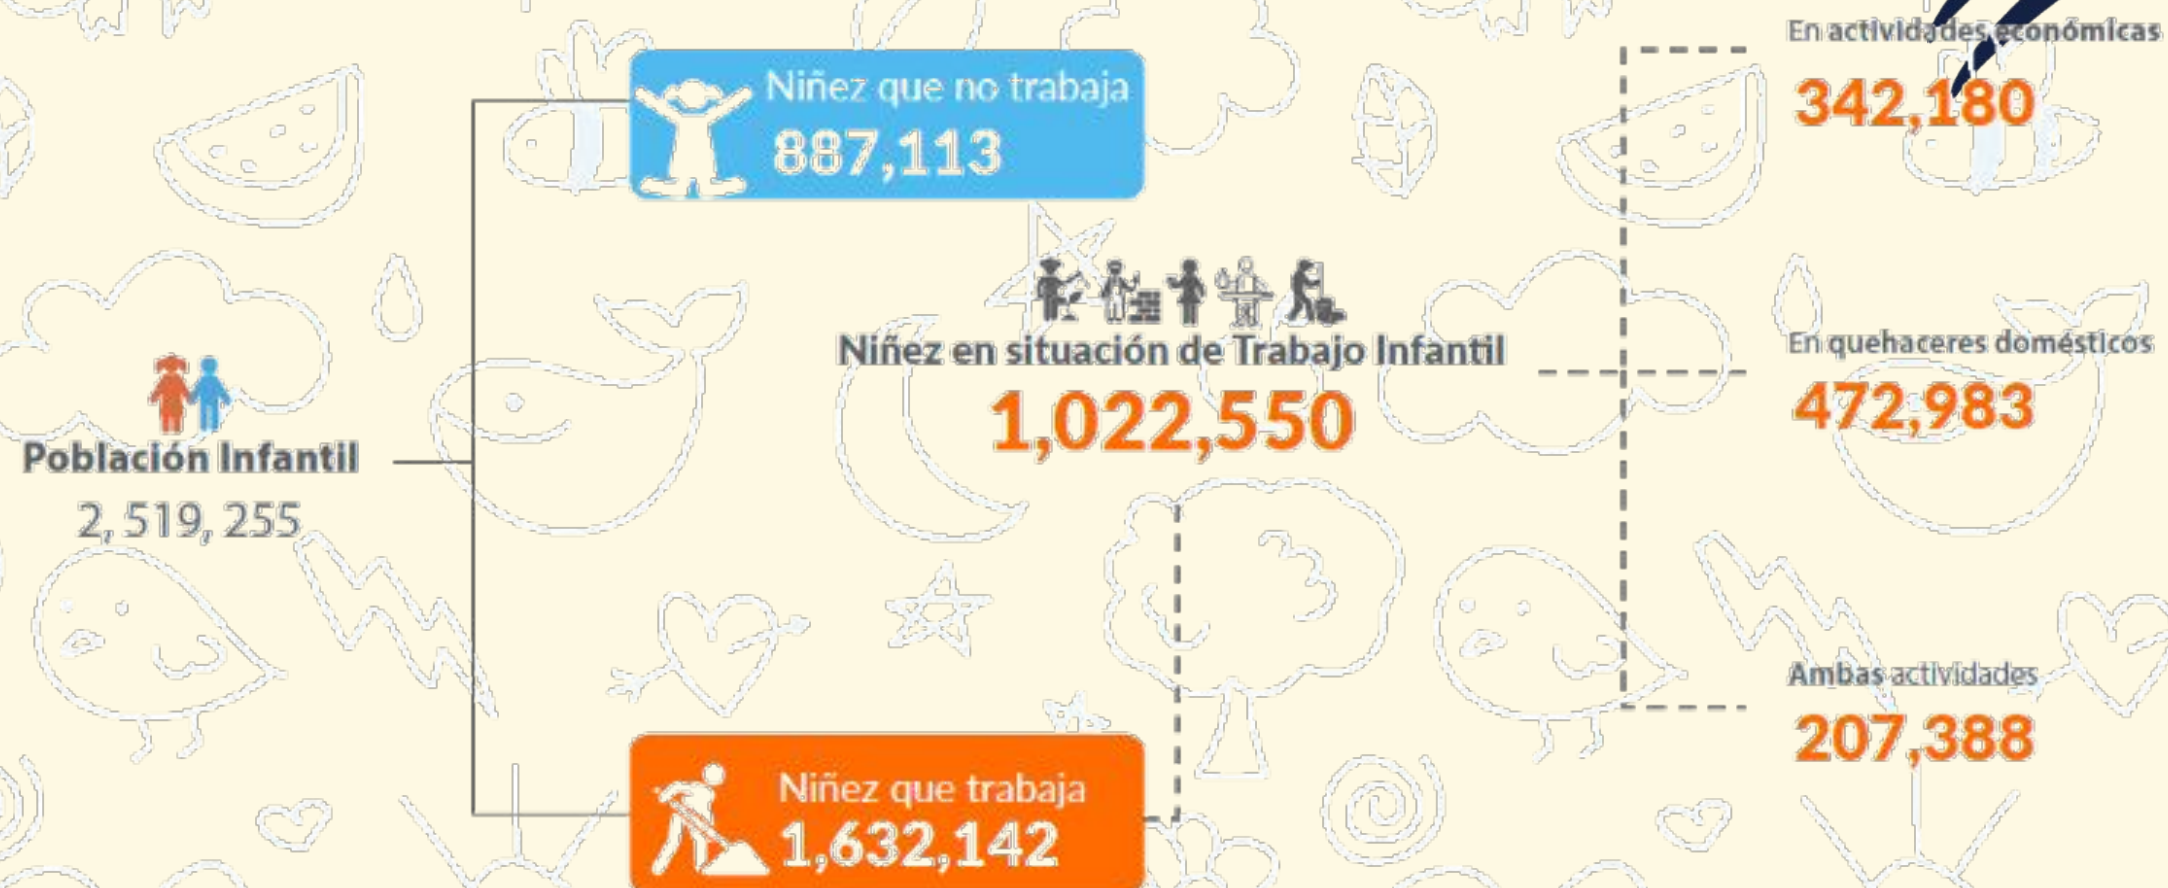 Población Infantil
2, 519, 255
Niñez que no trabaja
887,113
Niñez que trabaja
1,632,142
Niñez en situación de Trabajo Infantil
1,022,550
En actividades económicas
342,180
En quehaceres domésticos
472,983
Ambas actividades
207,388